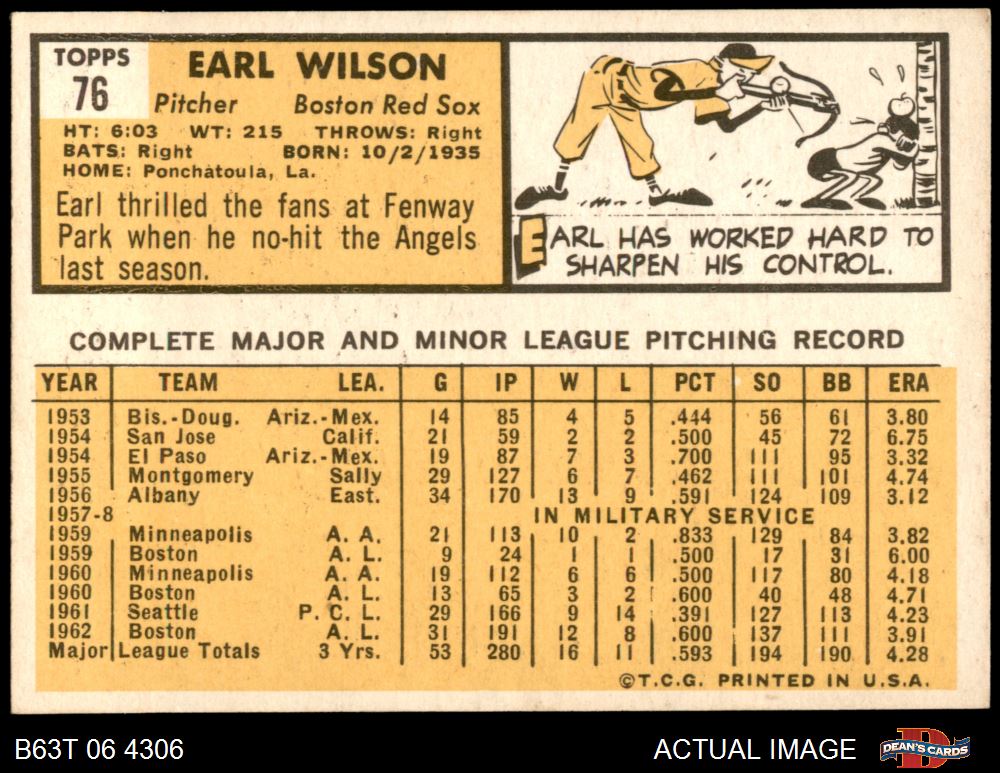 TOPPS
76
EARL WILSON
Pitcher Boston Red Sox
HT: 6:03 WT: 215 THROWS: Right
BATS: Right BORN: 10/2/1935
HOME: Ponchatoula, La.
Earl thrilled the fans at Fenway
Park when he no-hit the Angels
last season.
EARL HAS WORKED HARD TO
SHARPEN HIS CONTROL.
COMPLETE MAJOR AND MINOR LEAGUE PITCHING RECORD
YEAR TEAM LEA. G IP W L PCT SO BB ERA
1953 Bis.-Doug. Ariz.-Mex. 14 85 4 5 .444 56 61 3.80
1954 San Jose Calif. 21 59 2 2 .500 45 72 6.75
1954 El Paso Ariz.-Mex. 19 87 7 3 .700 111 95 3.32
1955 Montgomery Sally 29 127 6 7 .462 111 101 4.74
1956 Albany East. 34 170 13 9 .591 124 109 3.12
1957-8 IN MILITARY SERVICE
1959 Minneapolis A. A. 21 113 10 2 .833 129 84 3.82
1959 Boston A. L. 9 24 1 1 .500 17 31 6.00
1960 Minneapolis A. A. 19 112 6 6 .500 117 80 4.18
1960 Boston A. L. 13 65 3 2 .600 40 48 4.71
1961 Seattle P. C. L. 29 166 9 14 .391 127 113 4.23
1962 Boston A. L. 31 191 12 8 .600 137 111 3.91
Major League Totals 3 Yrs. 53 280 16 11 .593 194 190 4.28
©T.C.G. PRINTED IN U.S.A.
B63T 06 4306 ACTUAL IMAGE DEAN'S CARDS